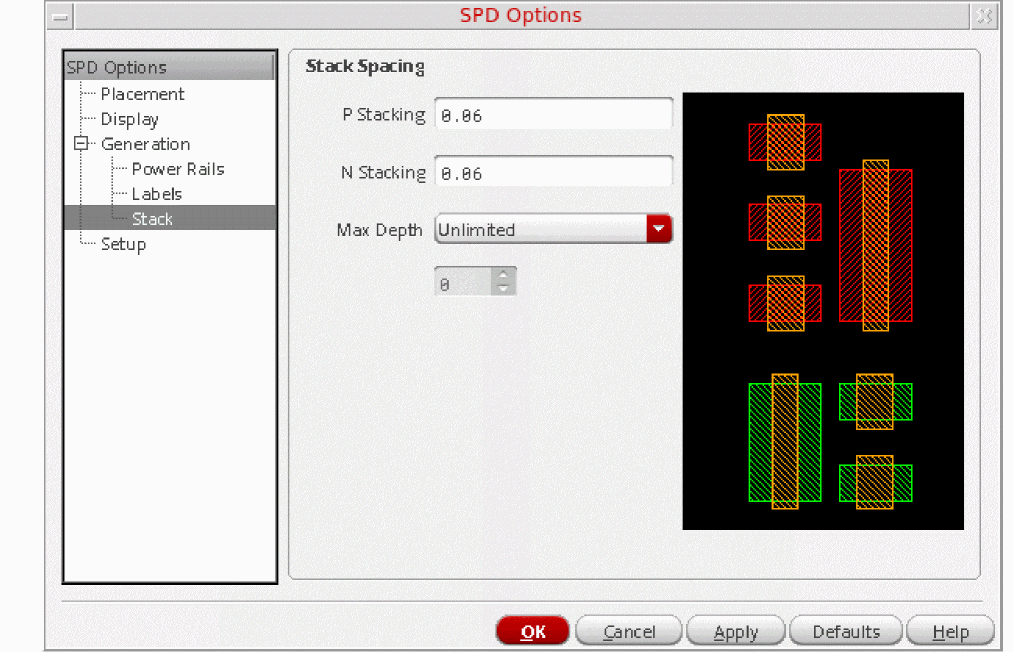 SPD Options
SPD Options
Placement
Display
Generation
Power Rails
Labels
Stack
Setup
Stack Spacing
P Stacking 0.06
N Stacking 0.06
Max Depth Unlimited
0
OK Cancel Apply Defaults Help